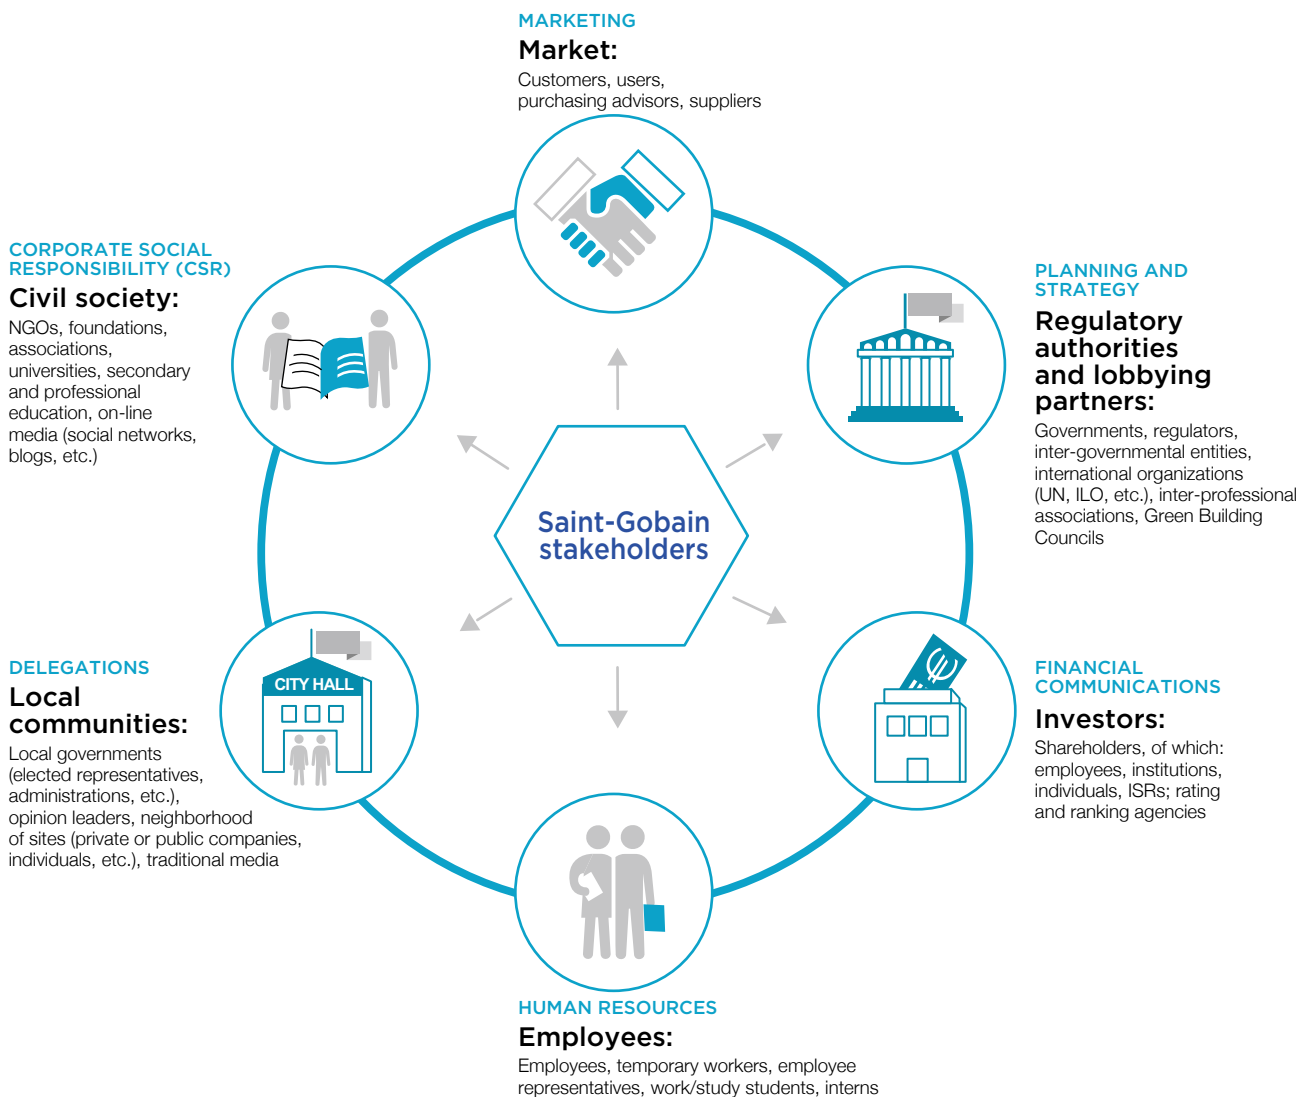 MARKETING
Market:
Customers, users,
purchasing advisors, suppliers
CORPORATE SOCIAL
RESPONSIBILITY (CSR)
Civil society:
NGOs, foundations,
associations,
universities, secondary
and professional
education, on-line
media (social networks,
blogs, etc.)
PLANNING AND
STRATEGY
Regulatory
authorities
and lobbying
partners:
Governments, regulators,
inter-governmental entities,
international organizations
(UN, ILO, etc.), inter-professional
associations, Green Building
Councils
Saint-Gobain
stakeholders
DELEGATIONS
Local
communities:
Local governments
(elected representatives,
administrations, etc.),
opinion leaders, neighborhood
of sites (private or public companies,
individuals, etc.), traditional media
CITY HALL
FINANCIAL
COMMUNICATIONS
Investors:
Shareholders, of which:
employees, institutions,
individuals, ISRs; rating
and ranking agencies
HUMAN RESOURCES
Employees:
Employees, temporary workers, employee
representatives, work/study students, interns